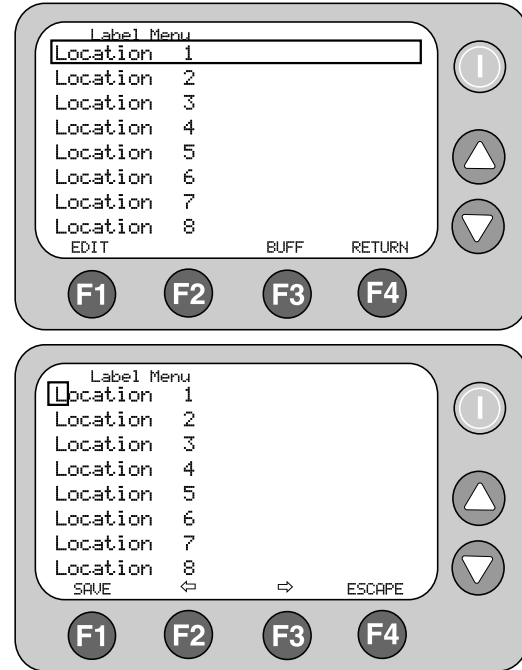 Label Menu
Location 1
Location 2
Location 3
Location 4
Location 5
Location 6
Location 7
Location 8
EDIT BUFF RETURN
F1 F2 F3 F4
Label Menu
Location 1
Location 2
Location 3
Location 4
Location 5
Location 6
Location 7
Location 8
SAVE ⇦ ⇨ ESCAPE
F1 F2 F3 F4